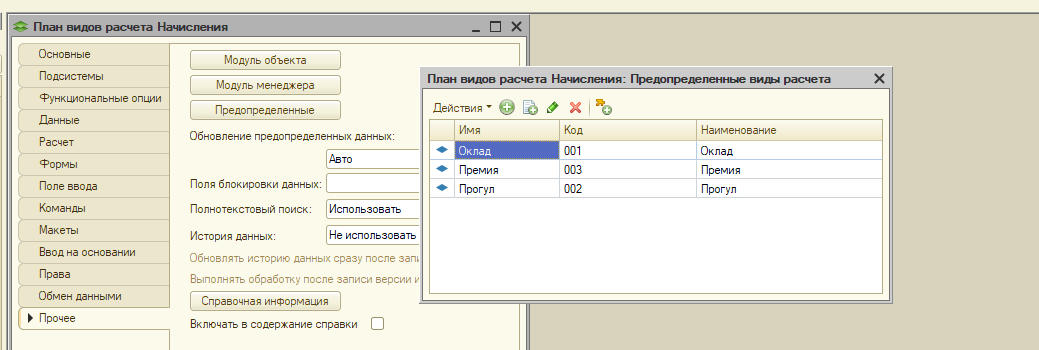 План видов расчета Начисления
Основные
Подсистемы
Функциональные опции
Данные
Расчет
Формы
Поле ввода
Команды
Макеты
Ввод на основании
Права
Обмен данными
Прочее
Модуль объекта
Модуль менеджера
Предопределенные
Обновление предопределенных данных:
Авто
Поля блокировки данных:
Полнотекстовый поиск: Использовать
История данных: Не использовать
Обновлять историю данных сразу после запи
Выполнять обработку после записи версии и
Справочная информация
Включать в содержание справки
План видов расчета Начисления: Предопределенные виды расчета
Действия
Имя Код Наименование
Оклад 001 Оклад
Премия 003 Премия
Прогул 002 Прогул